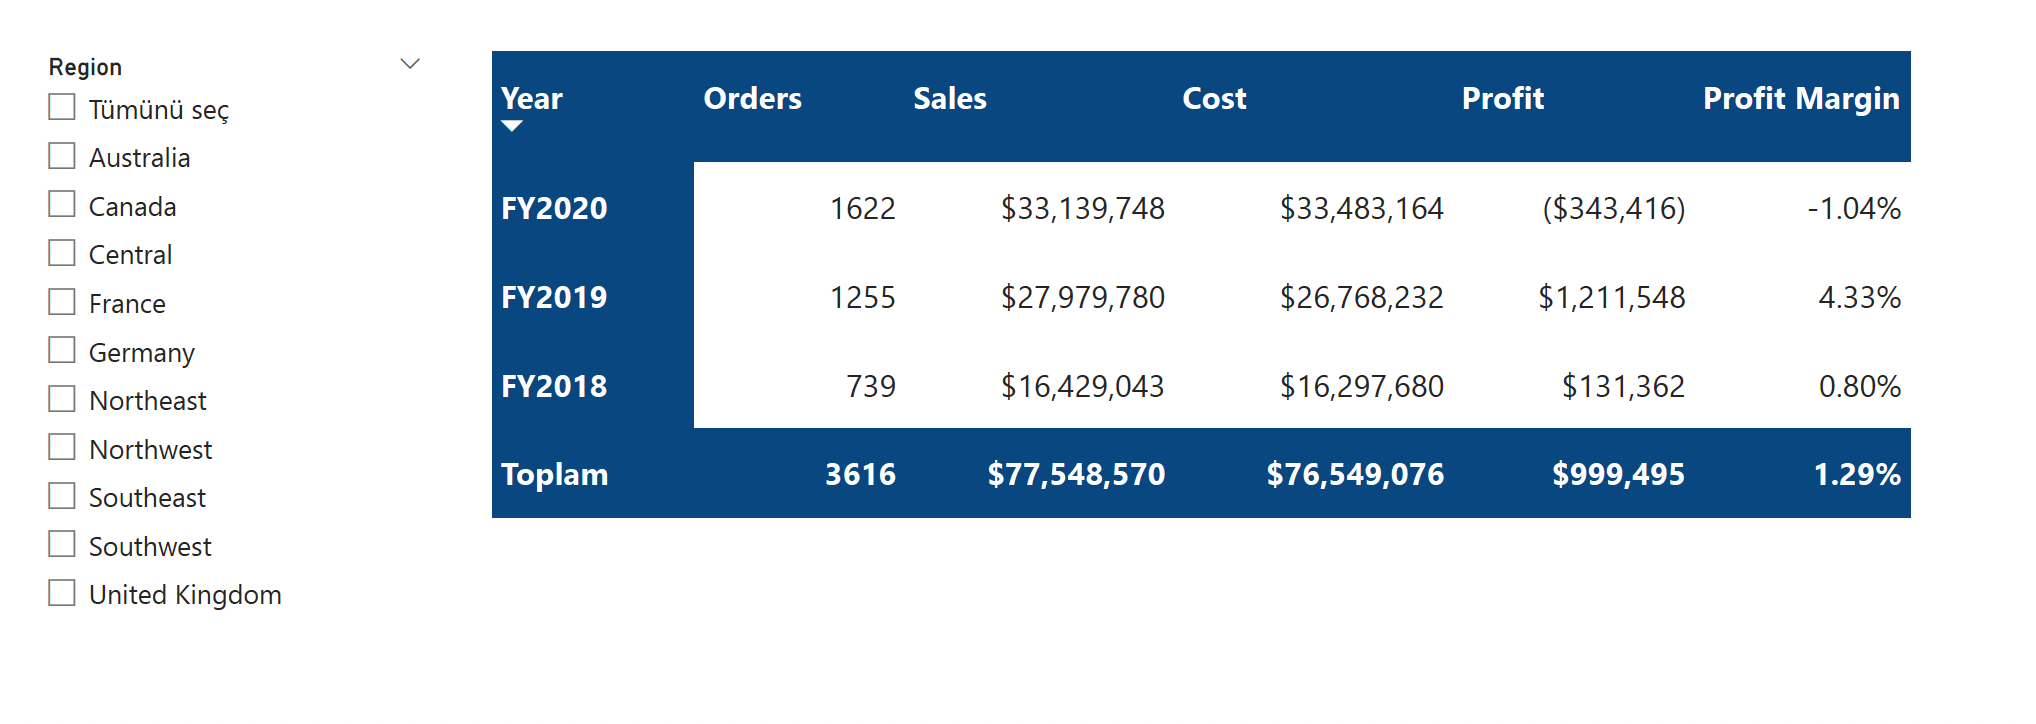 Region
Tümünü seç
Australia
Canada
Central
France
Germany
Northeast
Northwest
Southeast
Southwest
United Kingdom
Year Orders Sales Cost Profit Profit Margin
FY2020 1622 $33,139,748 $33,483,164 ($343,416) -1.04%
FY2019 1255 $27,979,780 $26,768,232 $1,211,548 4.33%
FY2018 739 $16,429,043 $16,297,680 $131,362 0.80%
Toplam 3616 $77,548,570 $76,549,076 $999,495 1.29%